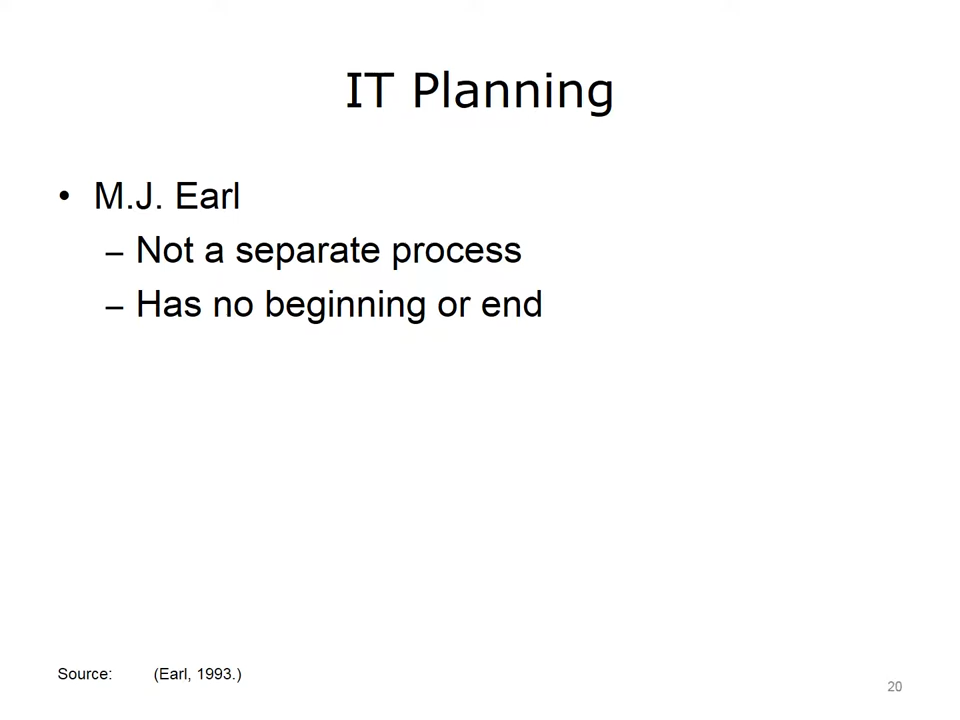 IT Planning
• M.J. Earl
– Not a separate process
– Has no beginning or end
Source: (Earl, 1993.)
20